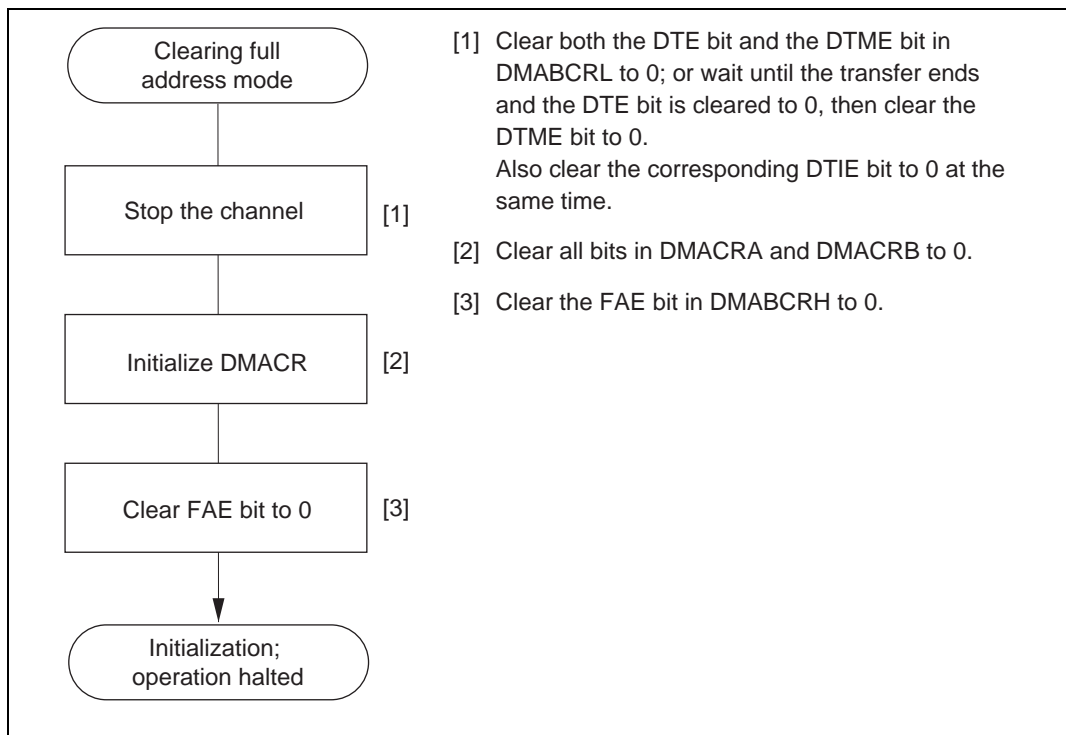 Clearing full
address mode
Stop the channel
[1]
Initialize DMACR
[2]
Clear FAE bit to 0
[3]
Initialization;
operation halted
[1] Clear both the DTE bit and the DTME bit in
DMABCRL to 0; or wait until the transfer ends
and the DTE bit is cleared to 0, then clear the
DTME bit to 0.
Also clear the corresponding DTIE bit to 0 at the
same time.
[2] Clear all bits in DMACRA and DMACRB to 0.
[3] Clear the FAE bit in DMABCRH to 0.